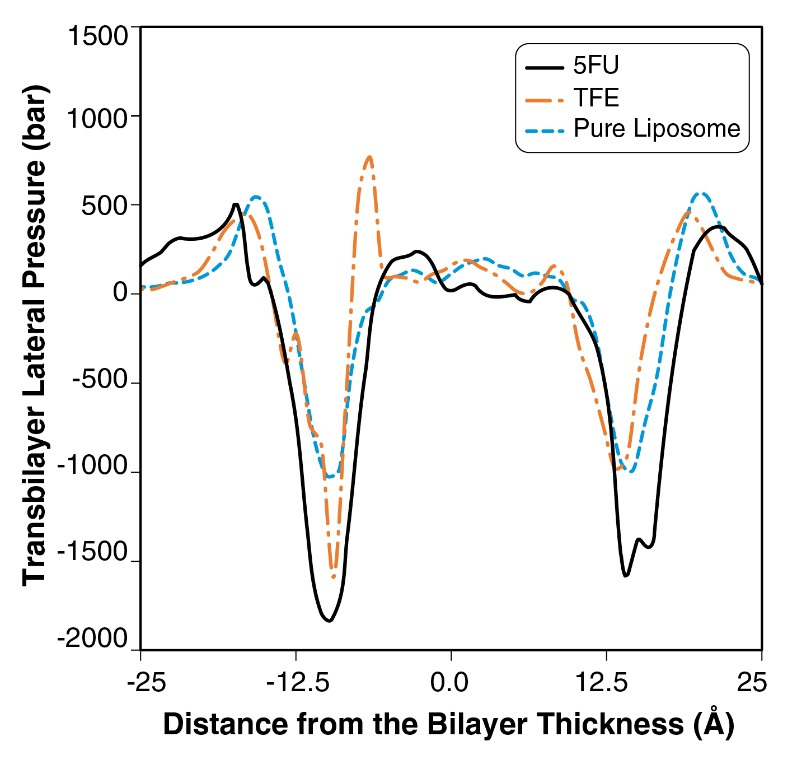 Transbilayer Lateral Pressure (bar)
1500
1000
500
0
-500
-1000
-1500
-2000
5FU
TFE
Pure Liposome
-25
-12.5
0.0
12.5
25
Distance from the Bilayer Thickness (Å)